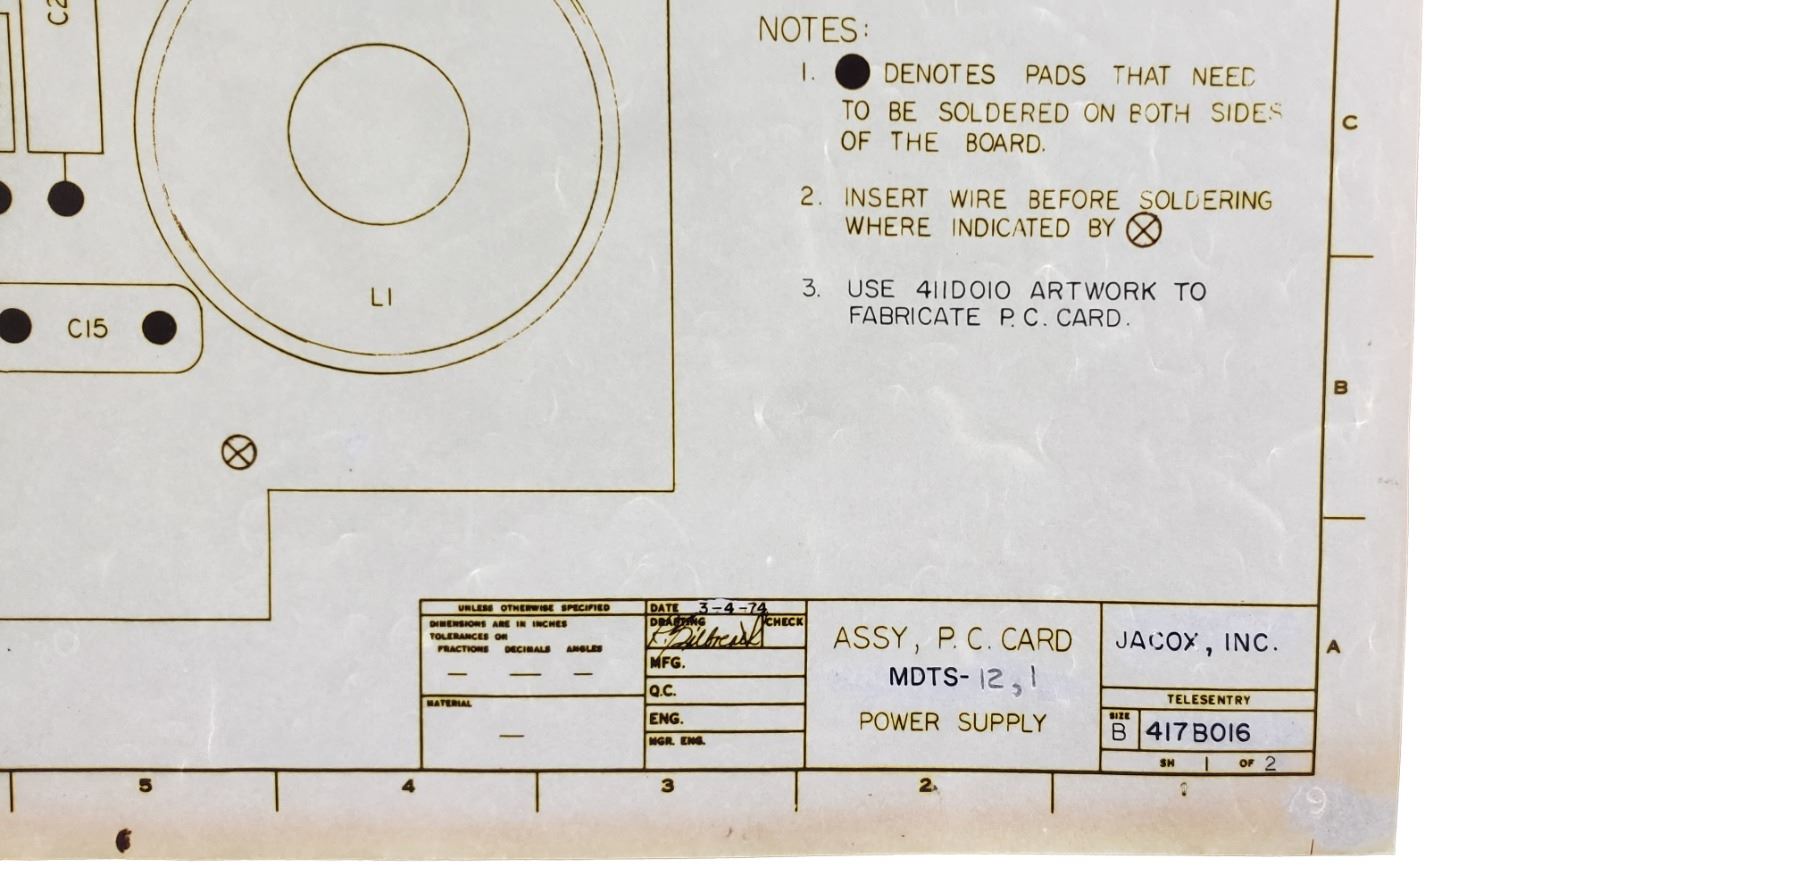 C2
NOTES:
1. DENOTES PADS THAT NEED
TO BE SOLDERED ON BOTH SIDES
OF THE BOARD.
2. INSERT WIRE BEFORE SOLDERING
WHERE INDICATED BY
3. USE 411D010 ARTWORK TO
FABRICATE P.C. CARD.
L1
C15
C
B
A
UNLESS OTHERWISE SPECIFIED
DIMENSIONS ARE IN INCHES
TOLERANCES ON
FRACTIONS DECIMALS ANGLES
— — —
MATERIAL
—
DATE 3-4-74
DRAFTING CHECK
MFG.
Q.C.
ENG.
MGR. ENG.
ASSY, P.C. CARD
MDTS-12,1
POWER SUPPLY
JACOX, INC.
TELESENTRY
SIZE
B 417B016
SH 1 OF 2
5 4 3 2
9